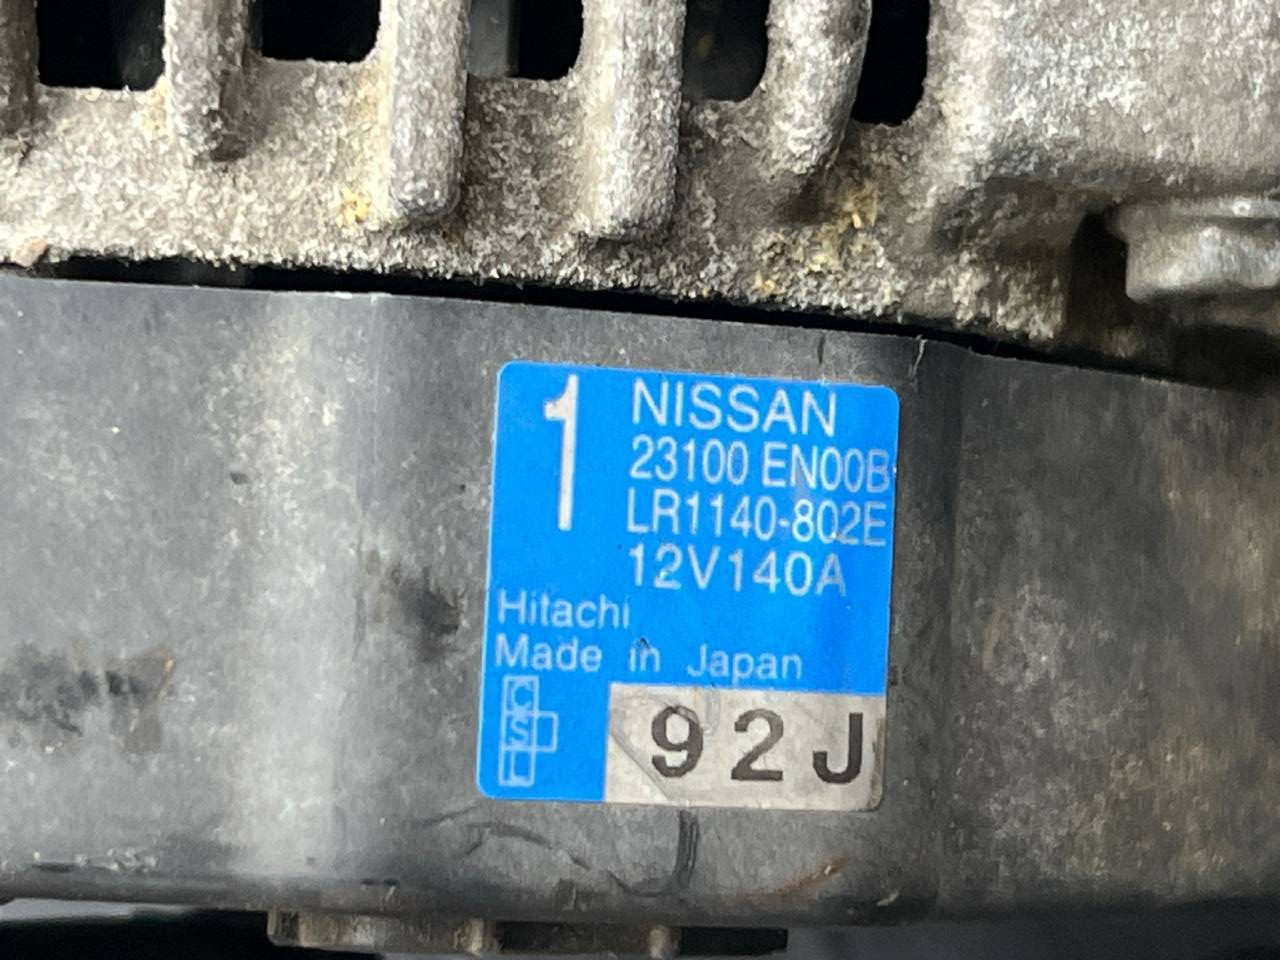 1
NISSAN
23100 EN00B
LR1140-802E
12V140A
Hitachi
Made in Japan
C
S
L
92J